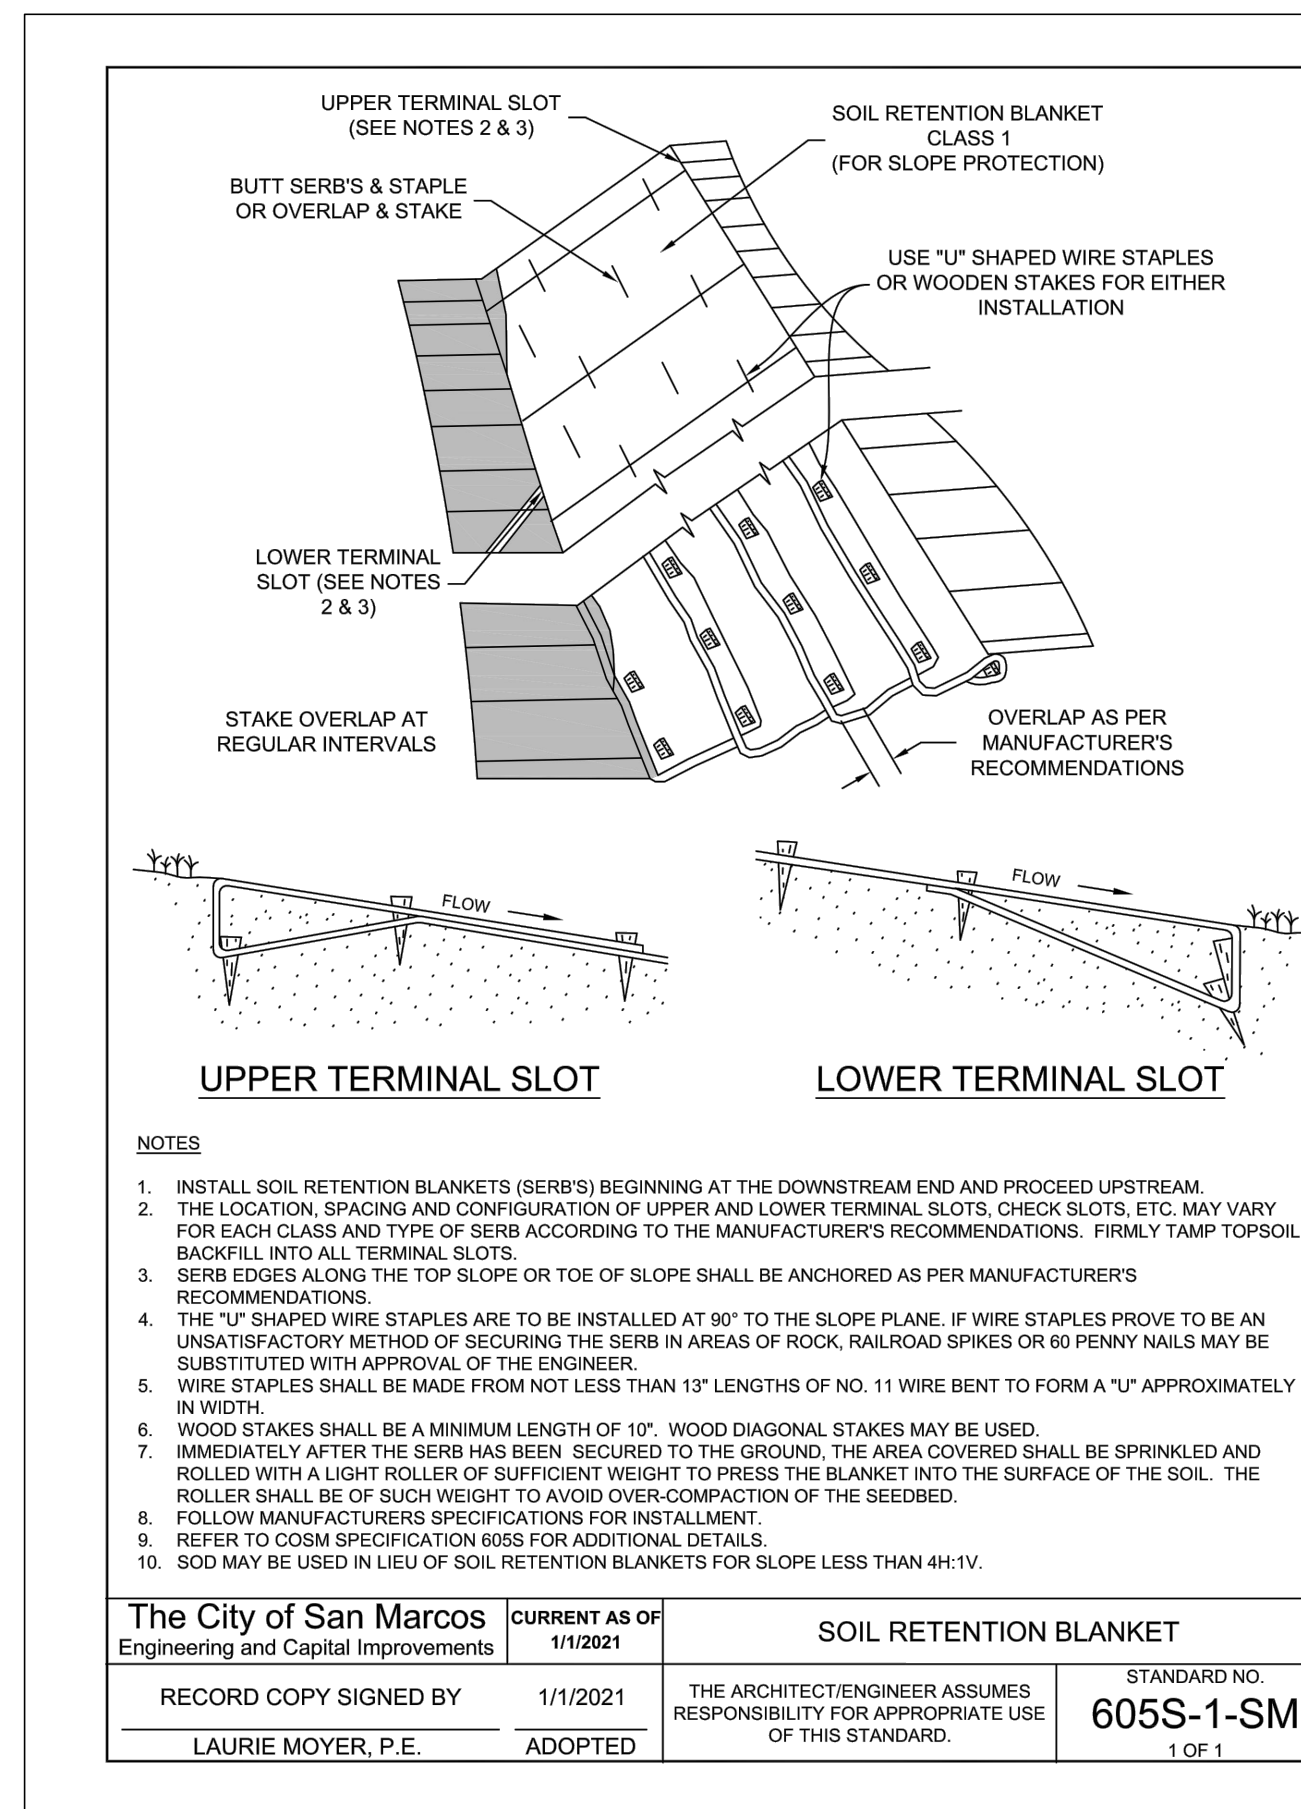 UPPER TERMINAL SLOT
(SEE NOTES 2 & 3)
SOIL RETENTION BLANKET
CLASS 1
(FOR SLOPE PROTECTION)
BUTT SERB'S & STAPLE
OR OVERLAP & STAKE
USE "U" SHAPED WIRE STAPLES
OR WOODEN STAKES FOR EITHER
INSTALLATION
LOWER TERMINAL
SLOT (SEE NOTES
2 & 3)
STAKE OVERLAP AT
REGULAR INTERVALS
OVERLAP AS PER
MANUFACTURER'S
RECOMMENDATIONS
FLOW
FLOW
UPPER TERMINAL SLOT
LOWER TERMINAL SLOT
NOTES
1. INSTALL SOIL RETENTION BLANKETS (SERB'S) BEGINNING AT THE DOWNSTREAM END AND PROCEED UPSTREAM.
2. THE LOCATION, SPACING AND CONFIGURATION OF UPPER AND LOWER TERMINAL SLOTS, CHECK SLOTS, ETC. MAY VARY
FOR EACH CLASS AND TYPE OF SERB ACCORDING TO THE MANUFACTURER'S RECOMMENDATIONS. FIRMLY TAMP TOPSOIL
BACKFILL INTO ALL TERMINAL SLOTS.
3. SERB EDGES ALONG THE TOP SLOPE OR TOE OF SLOPE SHALL BE ANCHORED AS PER MANUFACTURER'S
RECOMMENDATIONS.
4. THE "U" SHAPED WIRE STAPLES ARE TO BE INSTALLED AT 90° TO THE SLOPE PLANE. IF WIRE STAPLES PROVE TO BE AN
UNSATISFACTORY METHOD OF SECURING THE SERB IN AREAS OF ROCK, RAILROAD SPIKES OR 60 PENNY NAILS MAY BE
SUBSTITUTED WITH APPROVAL OF THE ENGINEER.
5. WIRE STAPLES SHALL BE MADE FROM NOT LESS THAN 13" LENGTHS OF NO. 11 WIRE BENT TO FORM A "U" APPROXIMATELY
IN WIDTH.
6. WOOD STAKES SHALL BE A MINIMUM LENGTH OF 10". WOOD DIAGONAL STAKES MAY BE USED.
7. IMMEDIATELY AFTER THE SERB HAS BEEN SECURED TO THE GROUND, THE AREA COVERED SHALL BE SPRINKLED AND
ROLLED WITH A LIGHT ROLLER OF SUFFICIENT WEIGHT TO PRESS THE BLANKET INTO THE SURFACE OF THE SOIL. THE
ROLLER SHALL BE OF SUCH WEIGHT TO AVOID OVER-COMPACTION OF THE SEEDBED.
8. FOLLOW MANUFACTURERS SPECIFICATIONS FOR INSTALLMENT.
9. REFER TO COSM SPECIFICATION 605S FOR ADDITIONAL DETAILS.
10. SOD MAY BE USED IN LIEU OF SOIL RETENTION BLANKETS FOR SLOPE LESS THAN 4H:1V.
The City of San Marcos
Engineering and Capital Improvements
CURRENT AS OF
1/1/2021
SOIL RETENTION BLANKET
RECORD COPY SIGNED BY
LAURIE MOYER, P.E.
1/1/2021
ADOPTED
THE ARCHITECT/ENGINEER ASSUMES
RESPONSIBILITY FOR APPROPRIATE USE
OF THIS STANDARD.
STANDARD NO.
605S-1-SM
1 OF 1